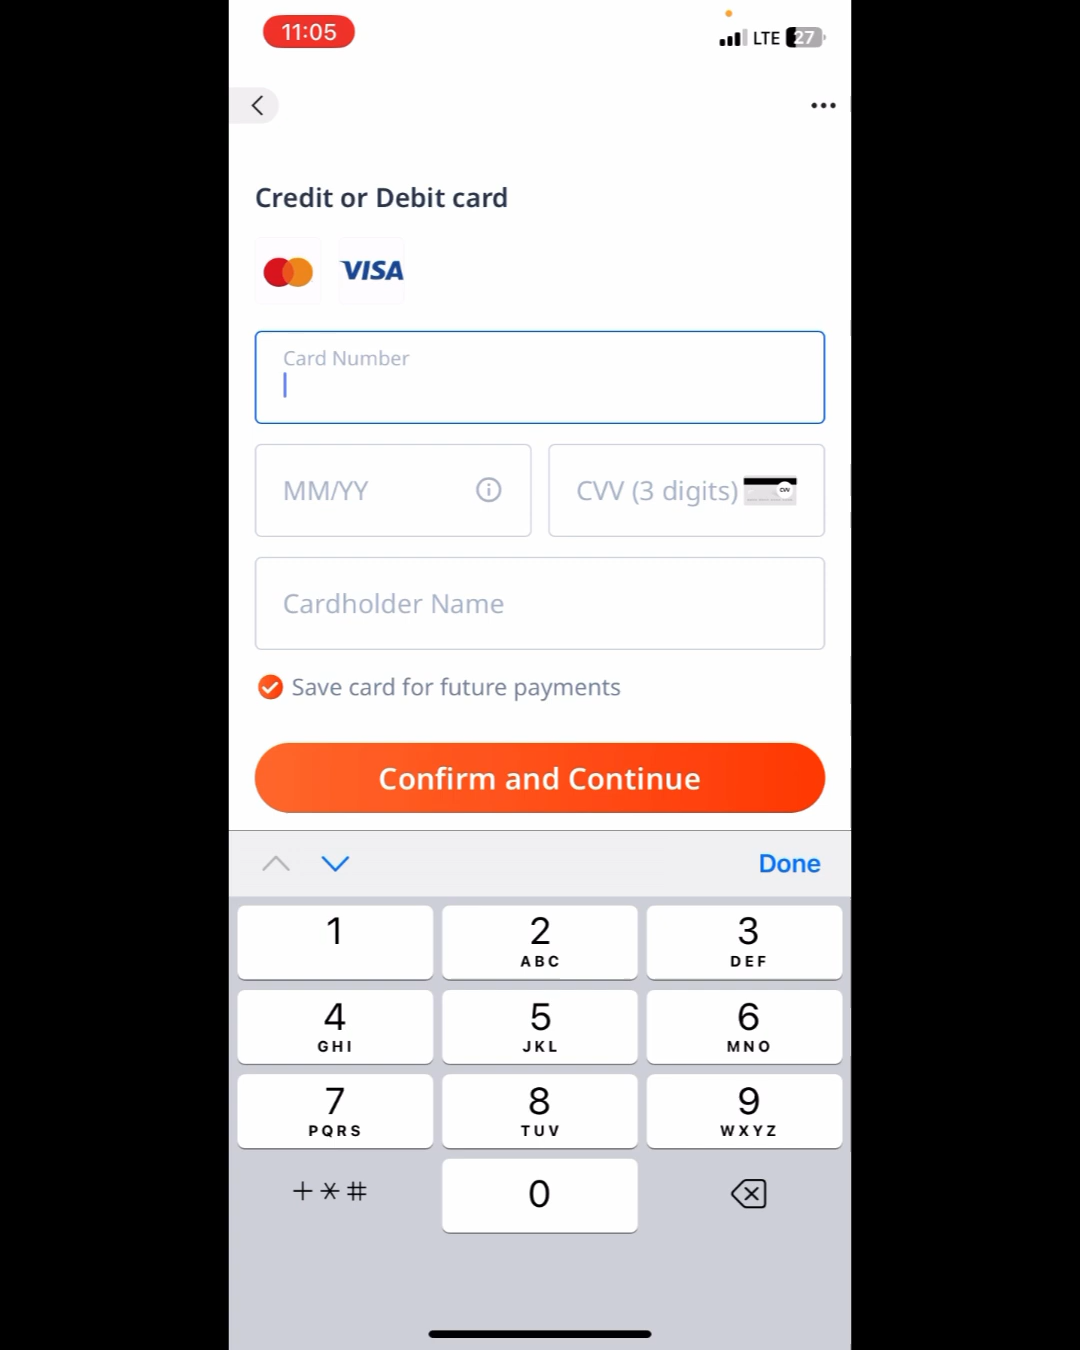 11:05
LTE 27
Credit or Debit card
VISA
Card Number
MM/YY
CVV (3 digits)
CVV
Cardholder Name
Save card for future payments
Confirm and Continue
Done
1
2
ABC
3
DEF
4
GHI
5
JKL
6
MNO
7
PQRS
8
TUV
9
WXYZ
+*#
0